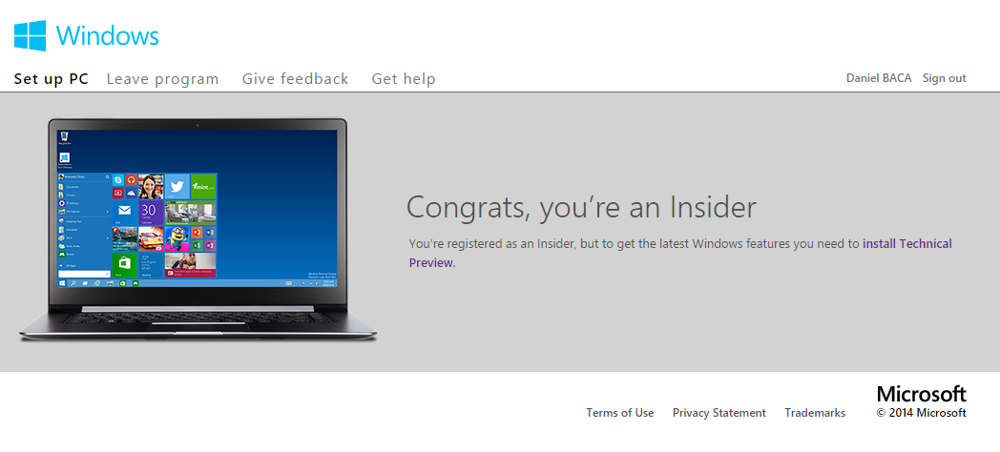 Windows
Set up PC Leave program Give feedback Get help
Daniel BACA Sign out
mint
30
Congrats, you're an Insider
You're registered as an Insider, but to get the latest Windows features you need to install Technical
Preview.
Microsoft
Terms of Use Privacy Statement Trademarks © 2014 Microsoft